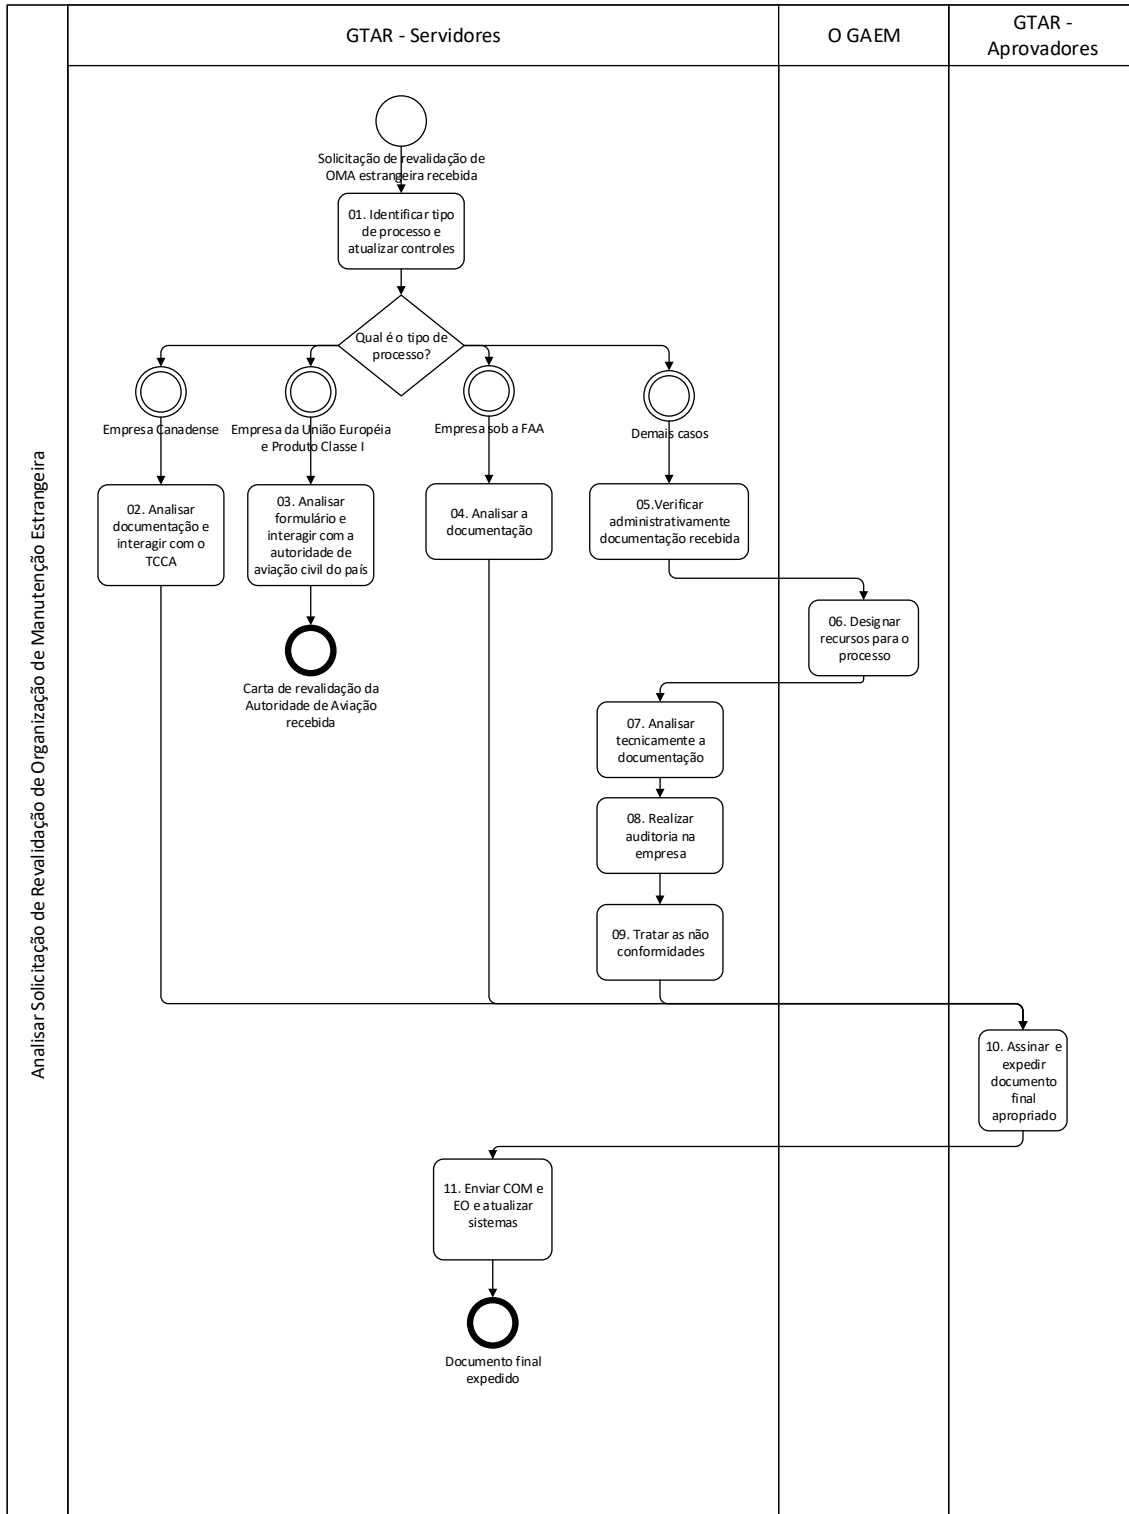 GTAR - Servidores
O GAEM
GTAR -
Aprovadores
Analisar Solicitação de Revalidação de Organização de Manutenção Estrangeira
Solicitação de revalidação de
OMA estrangeira recebida
01. Identificar tipo
de processo e
atualizar controles
Qual é o tipo de
processo?
Empresa Canadense
Empresa da União Européia
e Produto Classe I
Empresa sob a FAA
Demais casos
02. Analisar
documentação e
interagir com o
TCCA
03. Analisar
formulário e
interagir com a
autoridade de
aviação civil do país
04. Analisar a
documentação
05.Verificar
administrativamente
documentação recebida
06. Designar
recursos para o
processo
Carta de revalidação da
Autoridade de Aviação
recebida
07. Analisar
tecnicamente a
documentação
08. Realizar
auditoria na
empresa
09. Tratar as não
conformidades
10. Assinar e
expedir
documento
final
apropriado
11. Enviar COM e
EO e atualizar
sistemas
Documento final
expedido